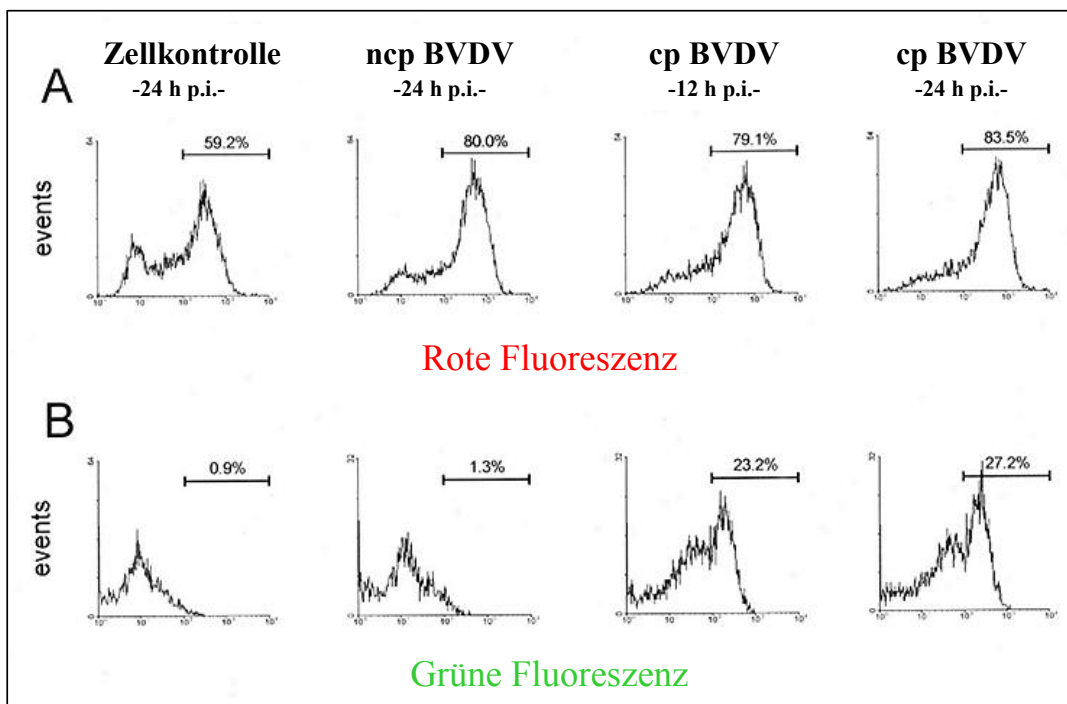 Zellkontrolle ncp BVDV cp BVDV cp BVDV
A -24 h p.i.- -24 h p.i.- -12 h p.i.- -24 h p.i.-
59.2% 80.0% 79.1% 83.5%
events
Rote Fluoreszenz
B
0.9% 1.3% 23.2% 27.2%
events
Grüne Fluoreszenz